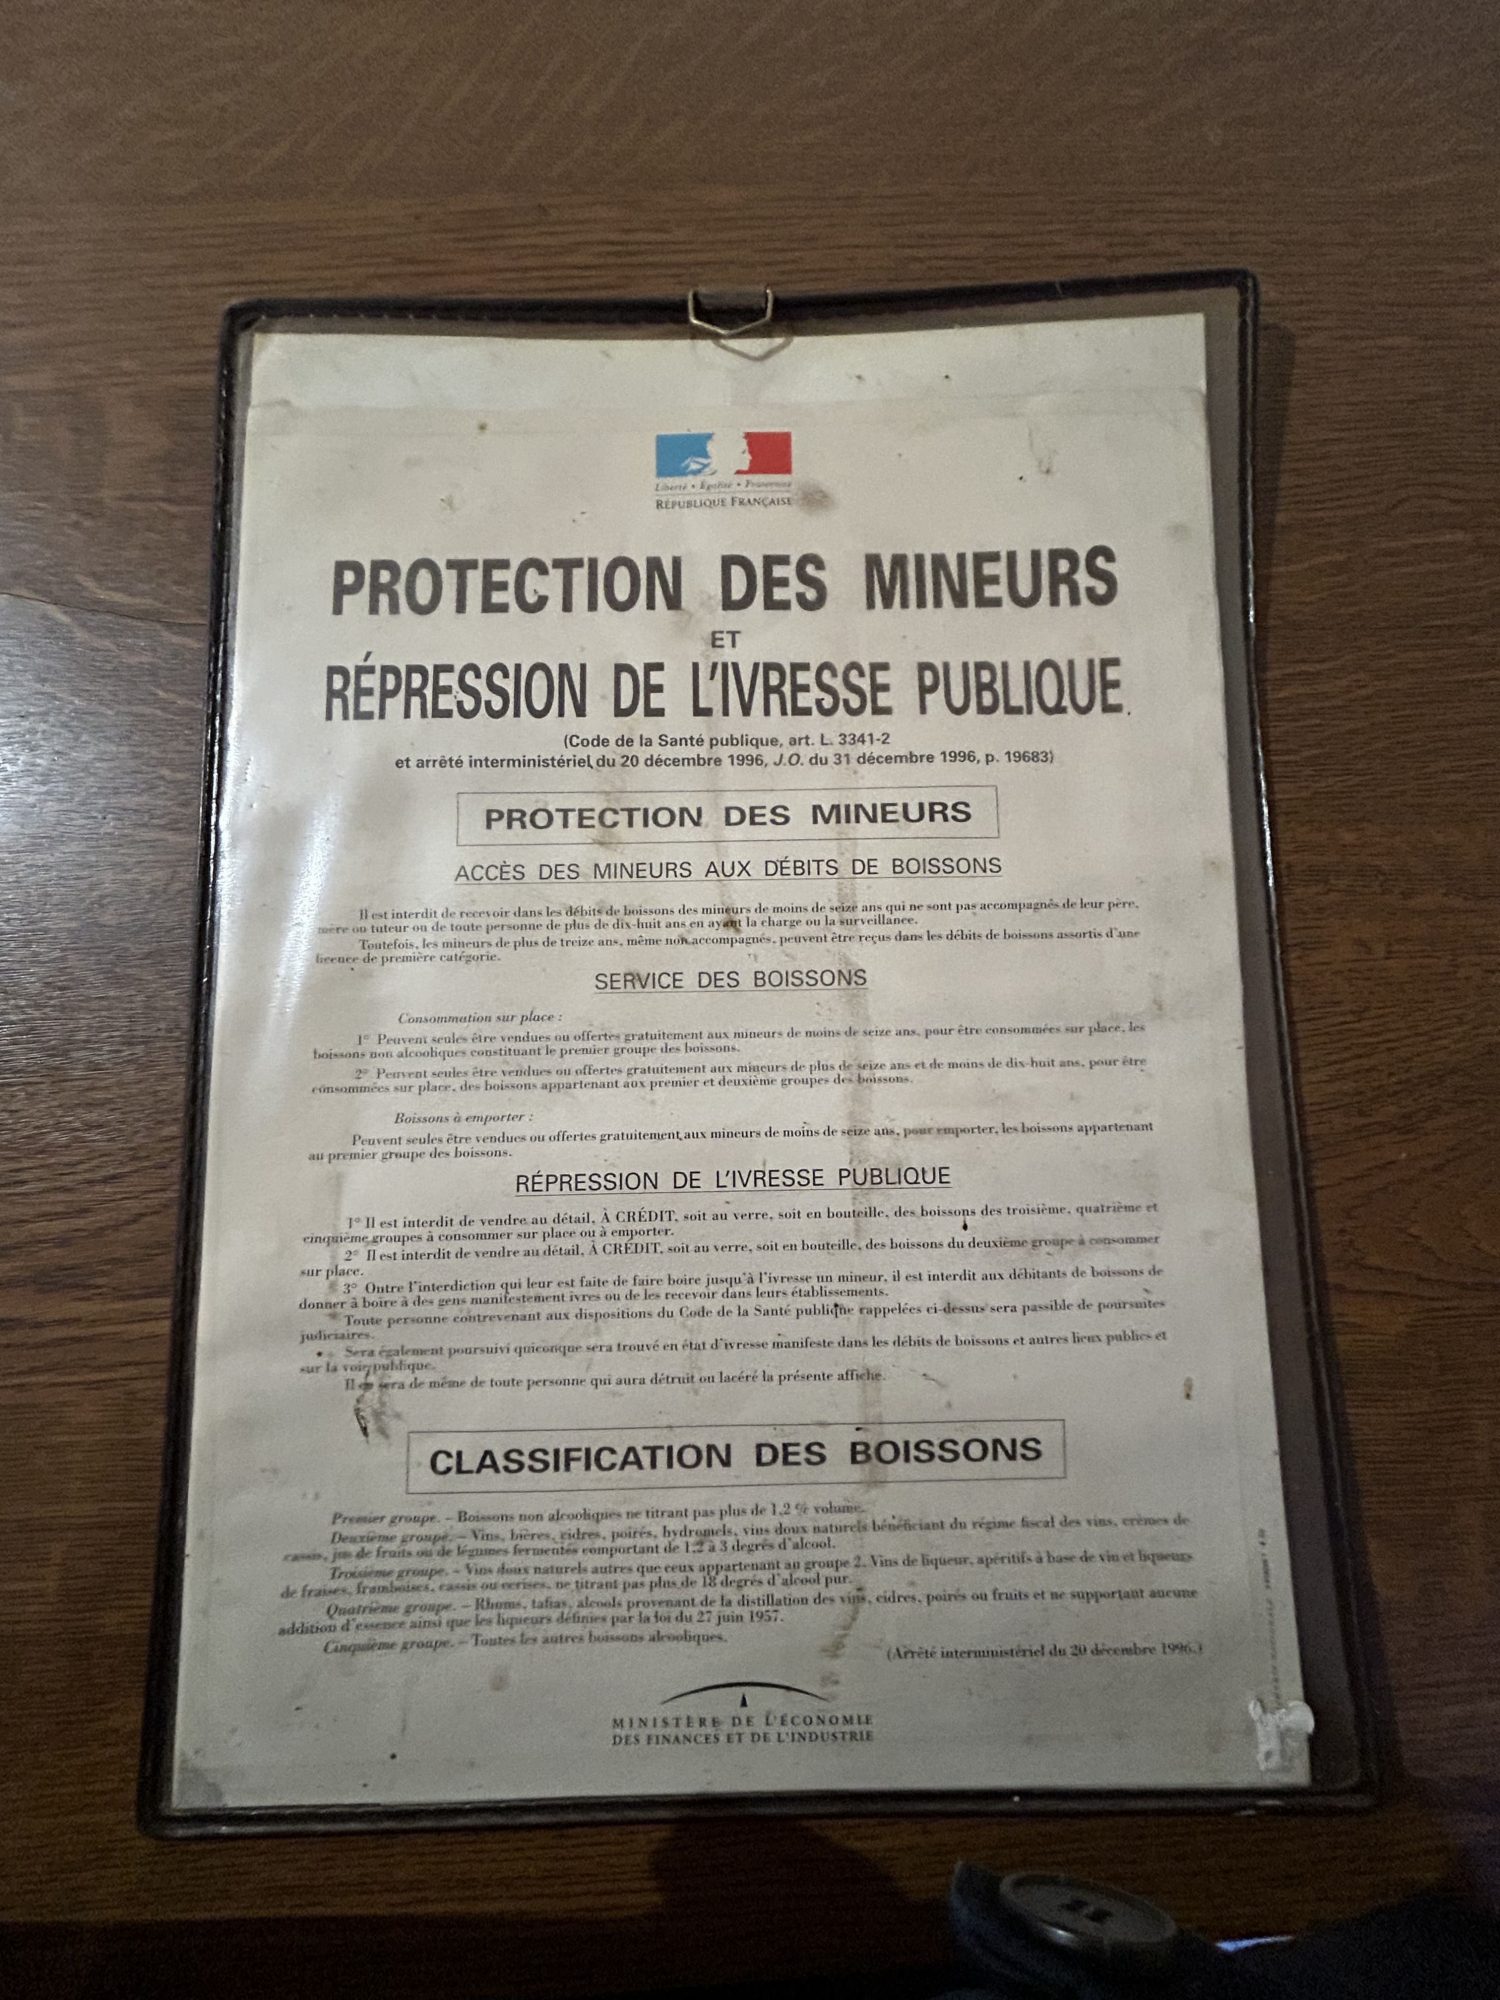 Liberté • Égalité • Fraternité
RÉPUBLIQUE FRANÇAISE
PROTECTION DES MINEURS
ET
RÉPRESSION DE L'IVRESSE PUBLIQUE
(Code de la Santé publique, art. L. 3341-2
et arrêté interministériel du 20 décembre 1996, J.O. du 31 décembre 1996, p. 19683)
PROTECTION DES MINEURS
ACCÈS DES MINEURS AUX DÉBITS DE BOISSONS
Il est interdit de recevoir dans les débits de boissons des mineurs de moins de seize ans qui ne sont pas accompagnés de leur père,
mère ou tuteur ou de toute personne de plus de dix-huit ans en ayant la charge ou la surveillance.
Toutefois, les mineurs de plus de treize ans, même non accompagnés, peuvent être reçus dans les débits de boissons assortis d'une
licence de première catégorie.
SERVICE DES BOISSONS
Consommation sur place :
1° Peuvent seules être vendues ou offertes gratuitement aux mineurs de moins de seize ans, pour être consommées sur place, les
boissons non alcooliques constituant le premier groupe des boissons.
2° Peuvent seules être vendues ou offertes gratuitement aux mineurs de plus de seize ans et de moins de dix-huit ans, pour être
consommées sur place, des boissons appartenant aux premier et deuxième groupes des boissons.
Boissons à emporter :
Peuvent seules être vendues ou offertes gratuitement aux mineurs de moins de seize ans, pour emporter, les boissons appartenant
au premier groupe des boissons.
RÉPRESSION DE L'IVRESSE PUBLIQUE
1° Il est interdit de vendre au détail, À CRÉDIT, soit au verre, soit en bouteille, des boissons des troisième, quatrième et
cinquième groupes à consommer sur place ou à emporter.
2° Il est interdit de vendre au détail, À CRÉDIT, soit au verre, soit en bouteille, des boissons du deuxième groupe à consommer
sur place.
3° Outre l'interdiction qui leur est faite de faire boire jusqu'à l'ivresse un mineur, il est interdit aux débitants de boissons de
donner à boire à des gens manifestement ivres ou de les recevoir dans leurs établissements.
Toute personne contrevenant aux dispositions du Code de la Santé publique rappelées ci-dessus sera passible de poursuites
judiciaires.
Sera également poursuivi quiconque sera trouvé en état d'ivresse manifeste dans les débits de boissons et autres lieux publics et
sur la voie publique.
Il en sera de même de toute personne qui aura détruit ou lacéré la présente affiche.
CLASSIFICATION DES BOISSONS
Premier groupe. – Boissons non alcooliques ne titrant pas plus de 1,2 % volume.
Deuxième groupe. – Vins, bières, cidres, poirés, hydromels, vins doux naturels bénéficiant du régime fiscal des vins, crèmes de
cassis, jus de fruits ou de légumes fermentés comportant de 1,2 à 3 degrés d'alcool.
Troisième groupe. – Vins doux naturels autres que ceux appartenant au groupe 2. Vins de liqueur, apéritifs à base de vin et liqueurs
de fraises, framboises, cassis ou cerises, ne titrant pas plus de 18 degrés d'alcool pur.
Quatrième groupe. – Rhums, tafias, alcools provenant de la distillation des vins, cidres, poirés ou fruits et ne supportant aucune
addition d'essence ainsi que les liqueurs définies par la loi du 27 juin 1957.
Cinquième groupe. – Toutes les autres boissons alcooliques.
(Arrêté interministériel du 20 décembre 1996.)
MINISTÈRE DE L'ÉCONOMIE
DES FINANCES ET DE L'INDUSTRIE